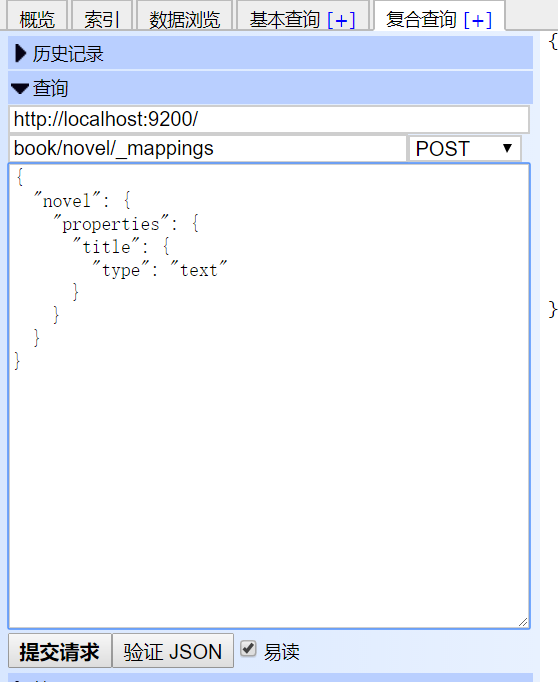 概览 索引 数据浏览 基本查询 [+] 复合查询 [+]
历史记录
查询
http://localhost:9200/
book/novel/_mappings POST
{
"novel": {
"properties": {
"title": {
"type": "text"
}
}
}
}
提交请求 验证 JSON 易读
{
}